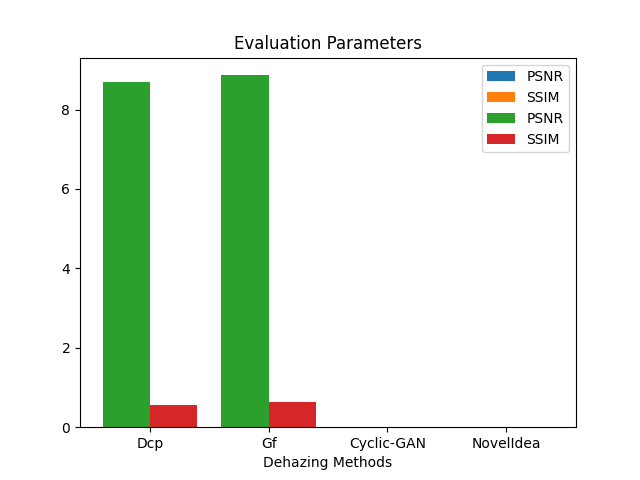 Evaluation Parameters
PSNR
SSIM
PSNR
SSIM
8
6
4
2
0
Dcp Gf Cyclic-GAN NovelIdea
Dehazing Methods